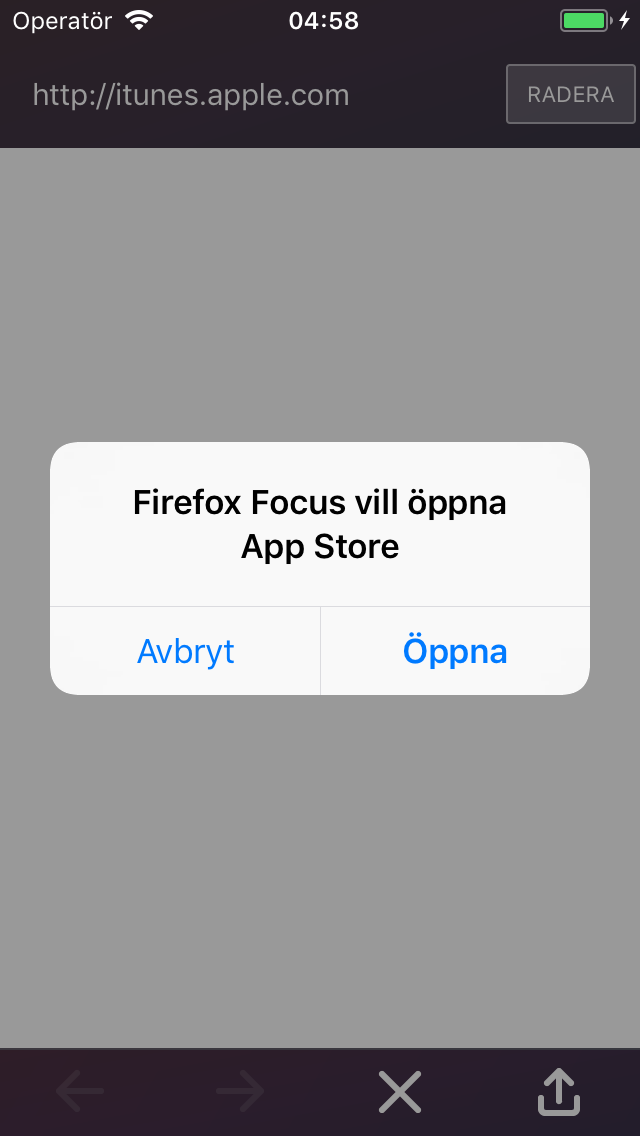 Operatör 04:58
http://itunes.apple.com RADERA
Firefox Focus vill öppna
App Store
Avbryt Öppna